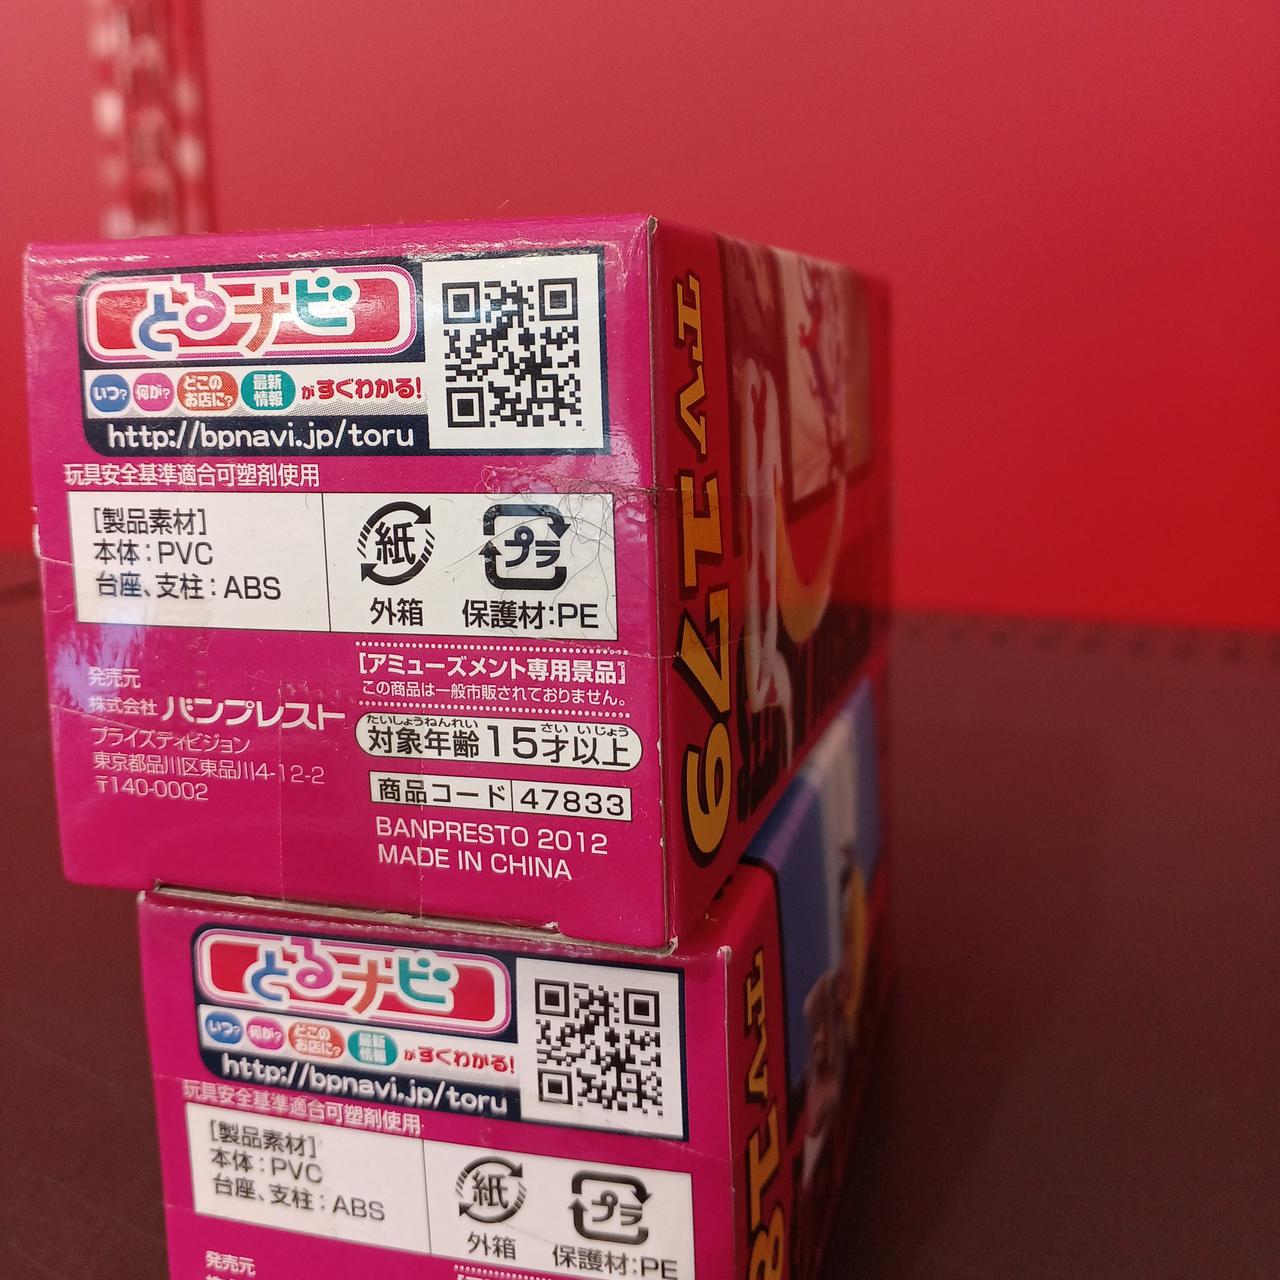 とるナビ
いつ? 何が? どこのお店に? 最新情報 がすぐわかる!
http://bpnavi.jp/toru
玩具安全基準適合可塑剤使用
[製品素材]
本体:PVC
台座、支柱:ABS
紙
外箱
プラ
保護材:PE
発売元
株式会社 バンプレスト
プライズディビジョン
東京都品川区東品川4-12-2
〒140-0002
[アミューズメント専用景品]
この商品は一般市販されておりません。
たいしょうねんれい さい いじょう
対象年齢15才以上
商品コード 47833
BANPRESTO 2012
MADE IN CHINA
とるナビ
いつ? 何が? どこのお店に? 最新情報 がすぐわかる!
http://bpnavi.jp/toru
玩具安全基準適合可塑剤使用
[製品素材]
本体:PVC
台座、支柱:ABS
紙
外箱
プラ
保護材:PE
発売元